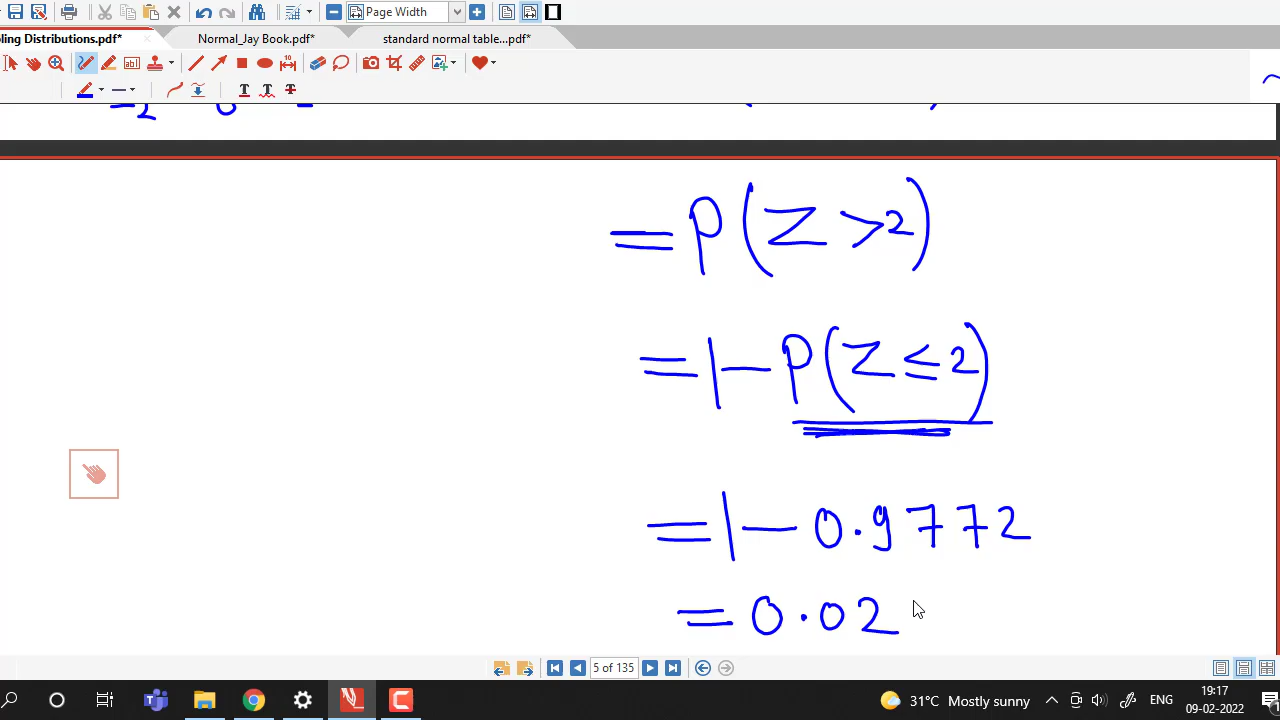 Page Width
pling Distributions.pdf*
Normal_Jay Book.pdf*
standard normal table...pdf*
=P(Z>2)
=1-P(Z≤2)
=1-0.9772
=0.02
5 of 135
31°C Mostly sunny
ENG
19:17
09-02-2022